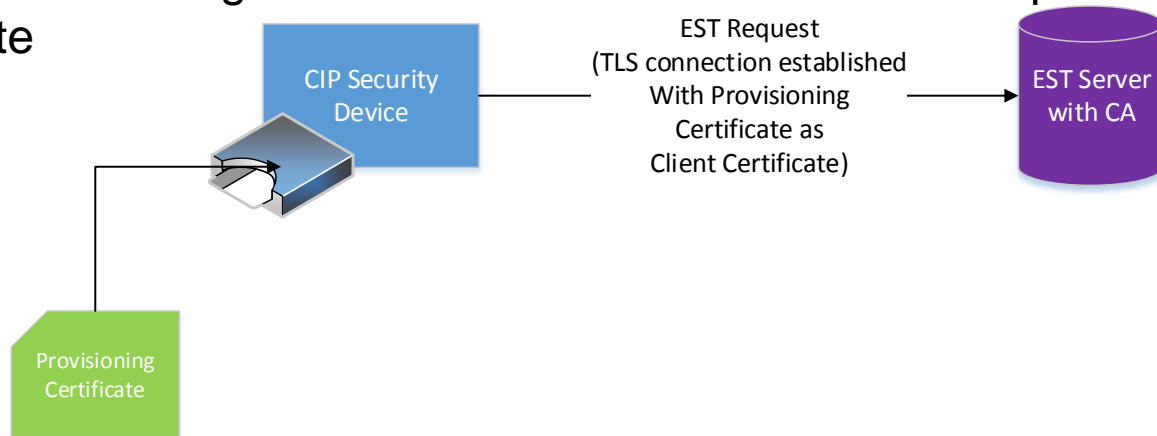 te
EST Request
(TLS connection established
With Provisioning
Certificate as
Client Certificate)
CIP Security
Device
EST Server
with CA
Provisioning
Certificate